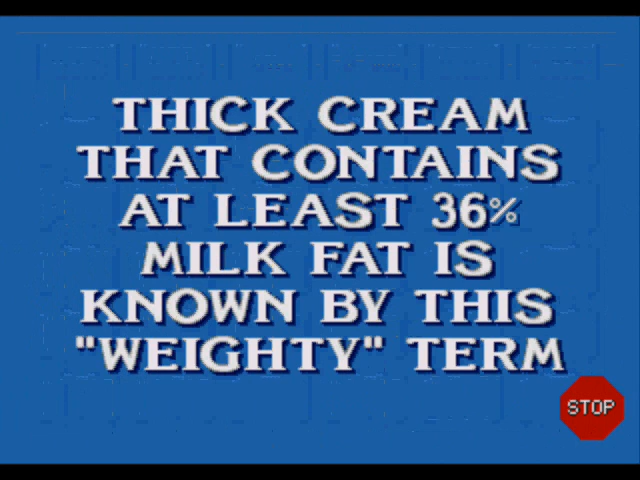 THICK CREAM
THAT CONTAINS
AT LEAST 36%
MILK FAT IS
KNOWN BY THIS
"WEIGHTY" TERM
STOP